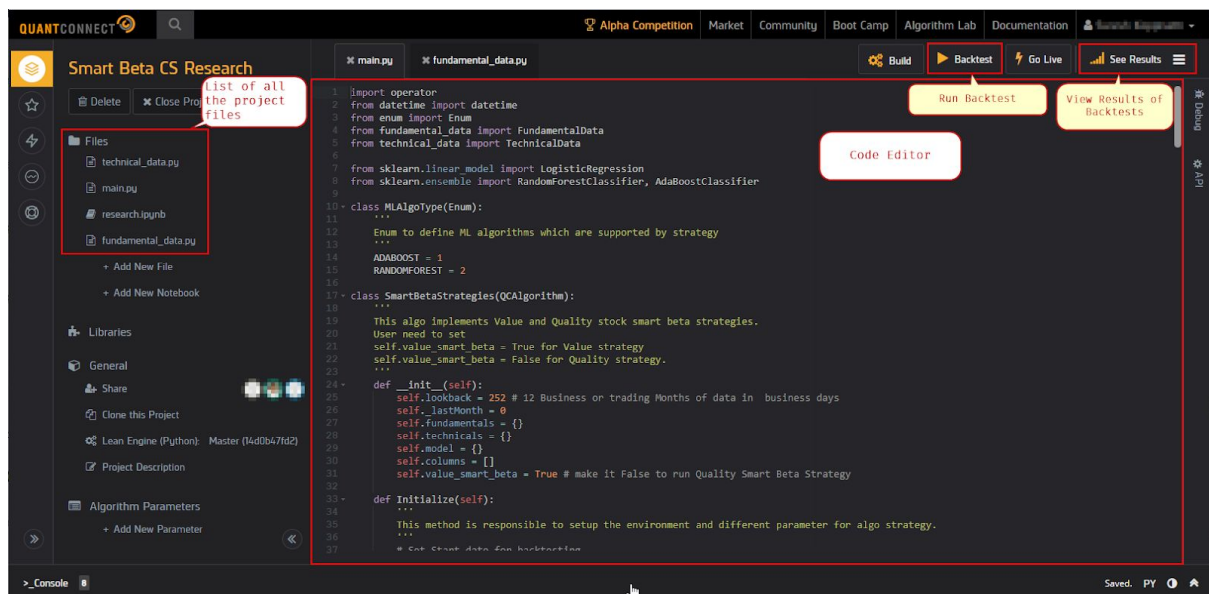 QUANTCONNECT
Alpha Competition Market Community Boot Camp Algorithm Lab Documentation
Smart Beta CS Research
Delete
Close Proj
List of all
the project
files
Files
technical_data.py
main.py
research.ipynb
fundamental_data.py
+ Add New File
+ Add New Notebook
Libraries
General
Share
Clone this Project
Lean Engine (Python): Master (14d0b47fd2)
Project Description
Algorithm Parameters
+ Add New Parameter
main.py fundamental_data.py
Build Backtest Go Live See Results
Run Backtest
View Results of
Backtests
Code Editor
Debug
API
1 import operator
2 from datetime import datetime
3 from enum import Enum
4 from fundamental_data import FundamentalData
5 from technical_data import TechnicalData
6
7 from sklearn.linear_model import LogisticRegression
8 from sklearn.ensemble import RandomForestClassifier, AdaBoostClassifier
9
10 class MLAlgoType(Enum):
11 '''
12 Enum to define ML algorithms which are supported by strategy
13 '''
14 ADABOOST = 1
15 RANDOMFOREST = 2
16
17 class SmartBetaStrategies(QCAlgorithm):
18 '''
19 This algo implements Value and Quality stock smart beta strategies.
20 User need to set
21 self.value_smart_beta = True for Value strategy
22 self.value_smart_beta = False for Quality strategy.
23 '''
24 def __init__(self):
25 self.lookback = 252 # 12 Business or trading Months of data in business days
26 self._lastMonth = 0
27 self.fundamentals = {}
28 self.technicals = {}
29 self.model = {}
30 self.columns = []
31 self.value_smart_beta = True # make it False to run Quality Smart Beta Strategy
32
33 def Initialize(self):
34 '''
35 This method is responsible to setup the environment and different parameter for algo strategy.
36 '''
37 # Set Start date for backtesting
>_Console 8
Saved. PY